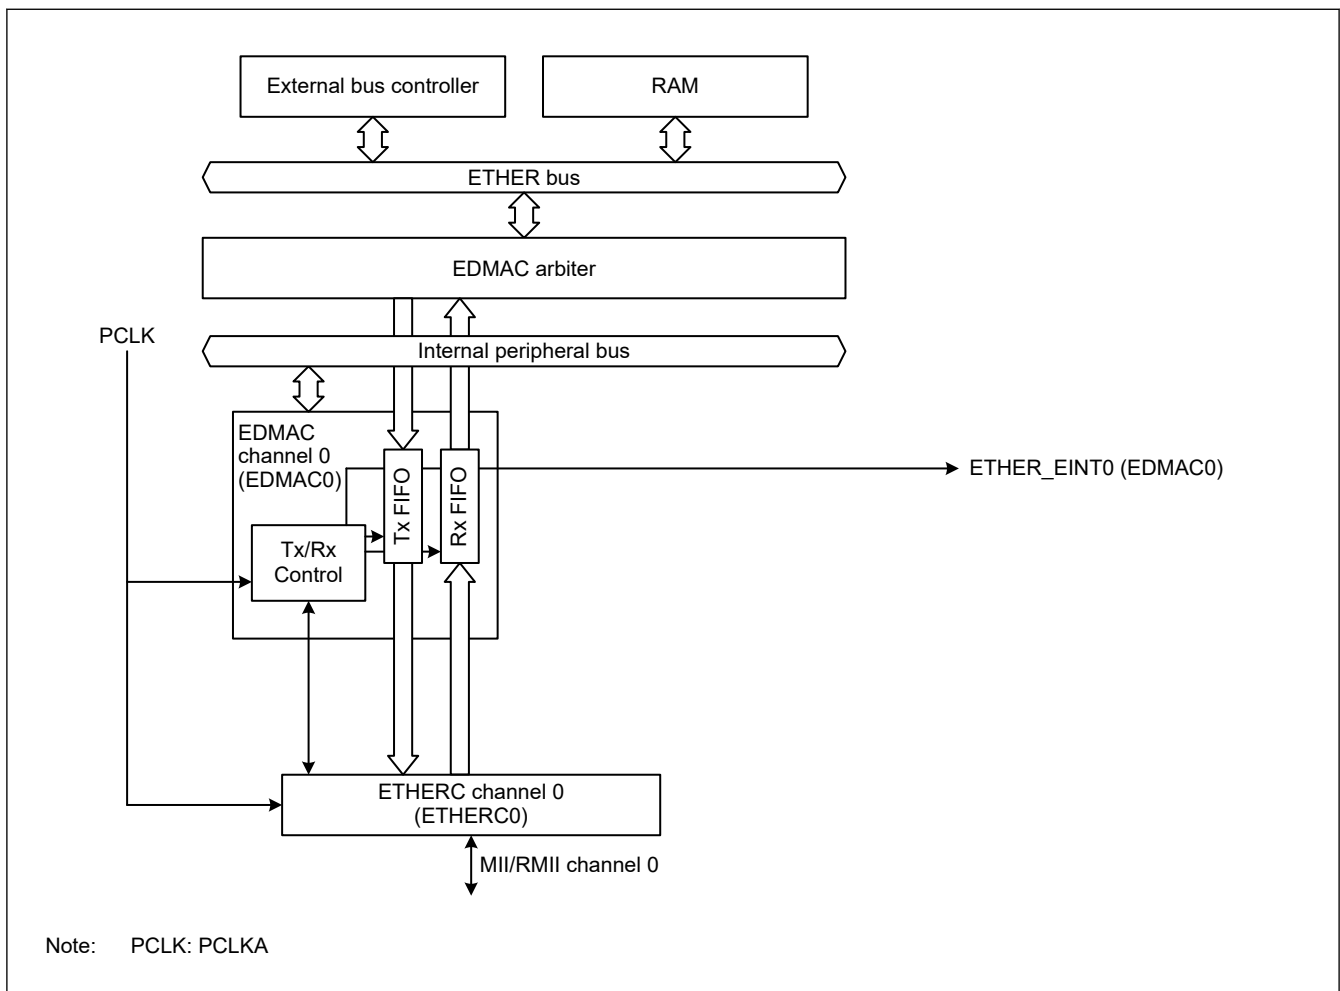 External bus controller
RAM
ETHER bus
EDMAC arbiter
PCLK
Internal peripheral bus
EDMAC
channel 0
(EDMAC0)
Tx FIFO
Rx FIFO
ETHER_EINT0 (EDMAC0)
Tx/Rx
Control
ETHERC channel 0
(ETHERC0)
MII/RMII channel 0
Note: PCLK: PCLKA